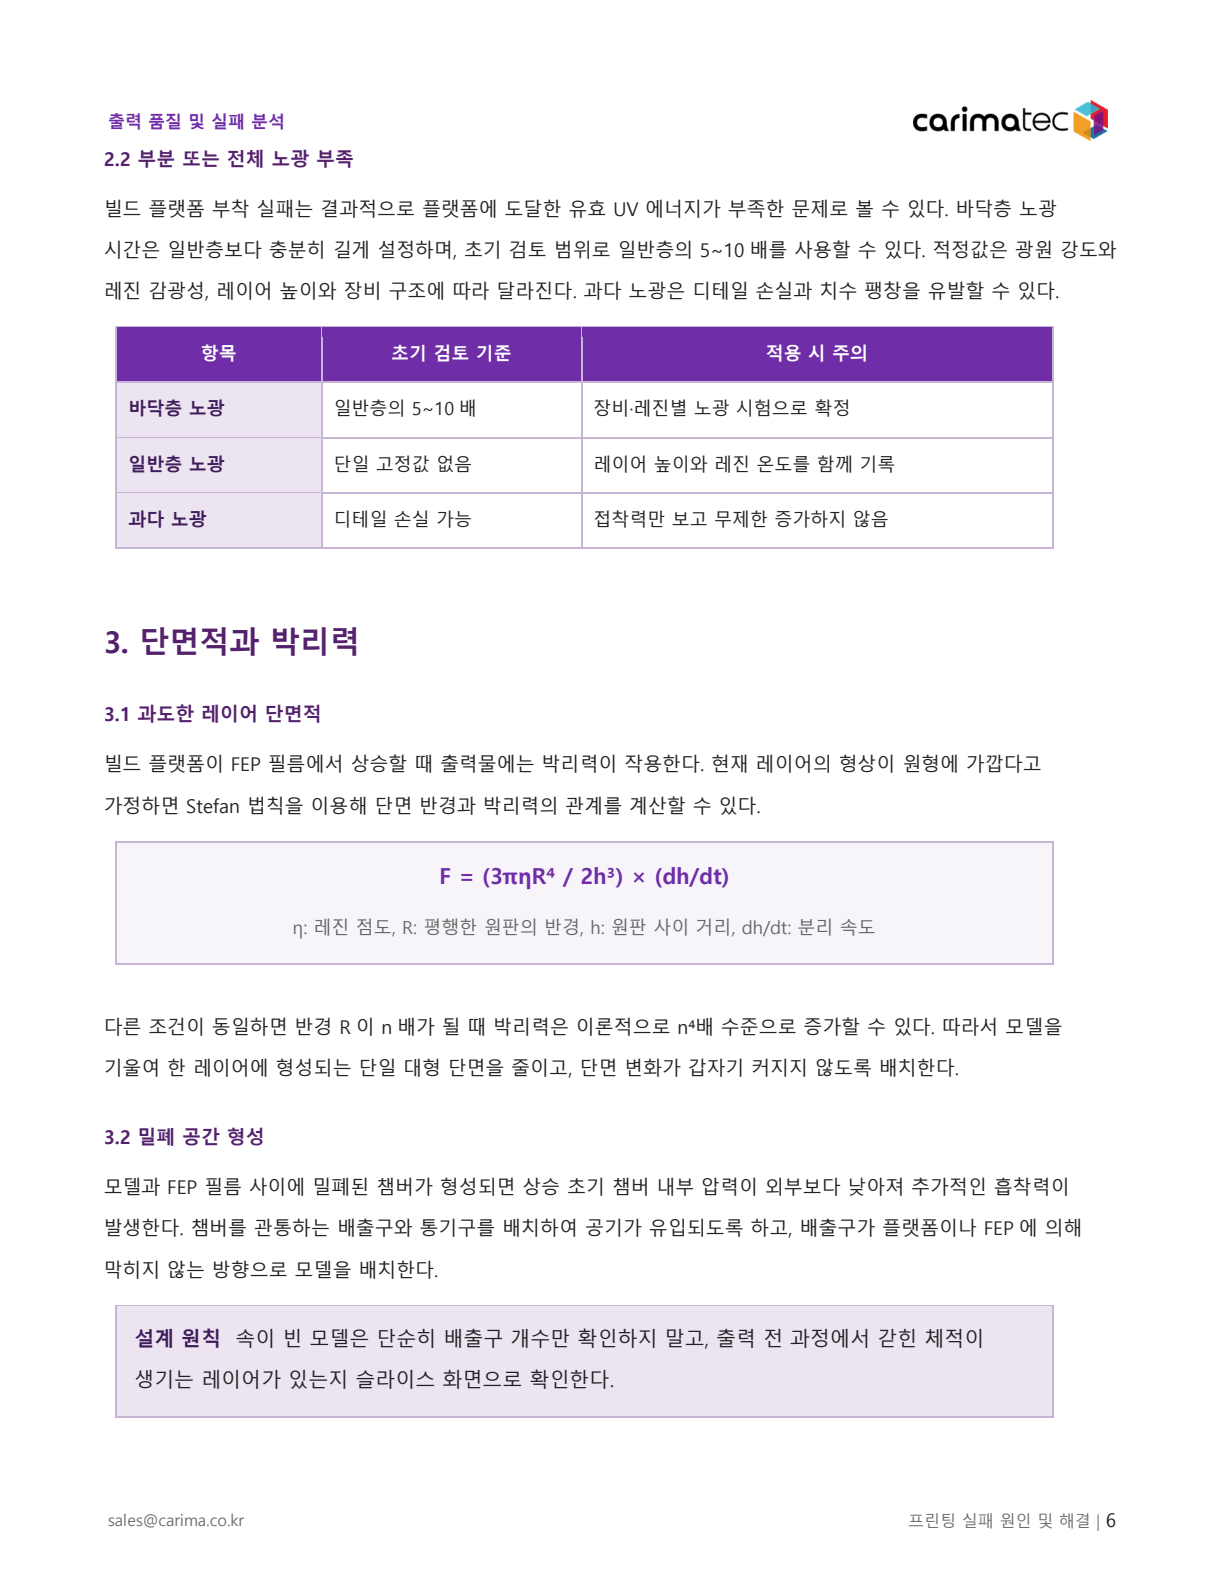 출력 품질 및 실패 분석
carimatec
2.2 부분 또는 전체 노광 부족
빌드 플랫폼 부착 실패는 결과적으로 플랫폼에 도달한 유효 UV 에너지가 부족한 문제로 볼 수 있다. 바닥층 노광
시간은 일반층보다 충분히 길게 설정하며, 초기 검토 범위로 일반층의 5~10 배를 사용할 수 있다. 적정값은 광원 강도와
레진 감광성, 레이어 높이와 장비 구조에 따라 달라진다. 과다 노광은 디테일 손실과 치수 팽창을 유발할 수 있다.
항목 초기 검토 기준 적용 시 주의
바닥층 노광 일반층의 5~10 배 장비·레진별 노광 시험으로 확정
일반층 노광 단일 고정값 없음 레이어 높이와 레진 온도를 함께 기록
과다 노광 디테일 손실 가능 접착력만 보고 무제한 증가하지 않음
3. 단면적과 박리력
3.1 과도한 레이어 단면적
빌드 플랫폼이 FEP 필름에서 상승할 때 출력물에는 박리력이 작용한다. 현재 레이어의 형상이 원형에 가깝다고
가정하면 Stefan 법칙을 이용해 단면 반경과 박리력의 관계를 계산할 수 있다.
F = (3πηR⁴ / 2h³) × (dh/dt)
η: 레진 점도, R: 평행한 원판의 반경, h: 원판 사이 거리, dh/dt: 분리 속도
다른 조건이 동일하면 반경 R 이 n 배가 될 때 박리력은 이론적으로 n⁴배 수준으로 증가할 수 있다. 따라서 모델을
기울여 한 레이어에 형성되는 단일 대형 단면을 줄이고, 단면 변화가 갑자기 커지지 않도록 배치한다.
3.2 밀폐 공간 형성
모델과 FEP 필름 사이에 밀폐된 챔버가 형성되면 상승 초기 챔버 내부 압력이 외부보다 낮아져 추가적인 흡착력이
발생한다. 챔버를 관통하는 배출구와 통기구를 배치하여 공기가 유입되도록 하고, 배출구가 플랫폼이나 FEP 에 의해
막히지 않는 방향으로 모델을 배치한다.
설계 원칙 속이 빈 모델은 단순히 배출구 개수만 확인하지 말고, 출력 전 과정에서 갇힌 체적이
생기는 레이어가 있는지 슬라이스 화면으로 확인한다.
sales@carima.co.kr
프린팅 실패 원인 및 해결 | 6